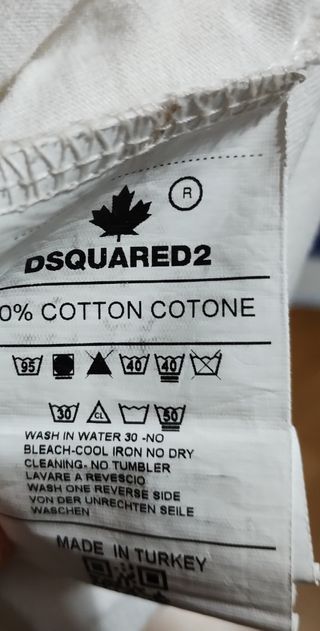 R
DSQUARED2
0% COTTON COTONE
95 40 40
30 CL 50
WASH IN WATER 30 -NO
BLEACH-COOL IRON NO DRY
CLEANING- NO TUMBLER
LAVARE A REVESCIO
WASH ONE REVERSE SIDE
VON DER UNRECHTEN SEILE
WASCHEN
MADE IN TURKEY